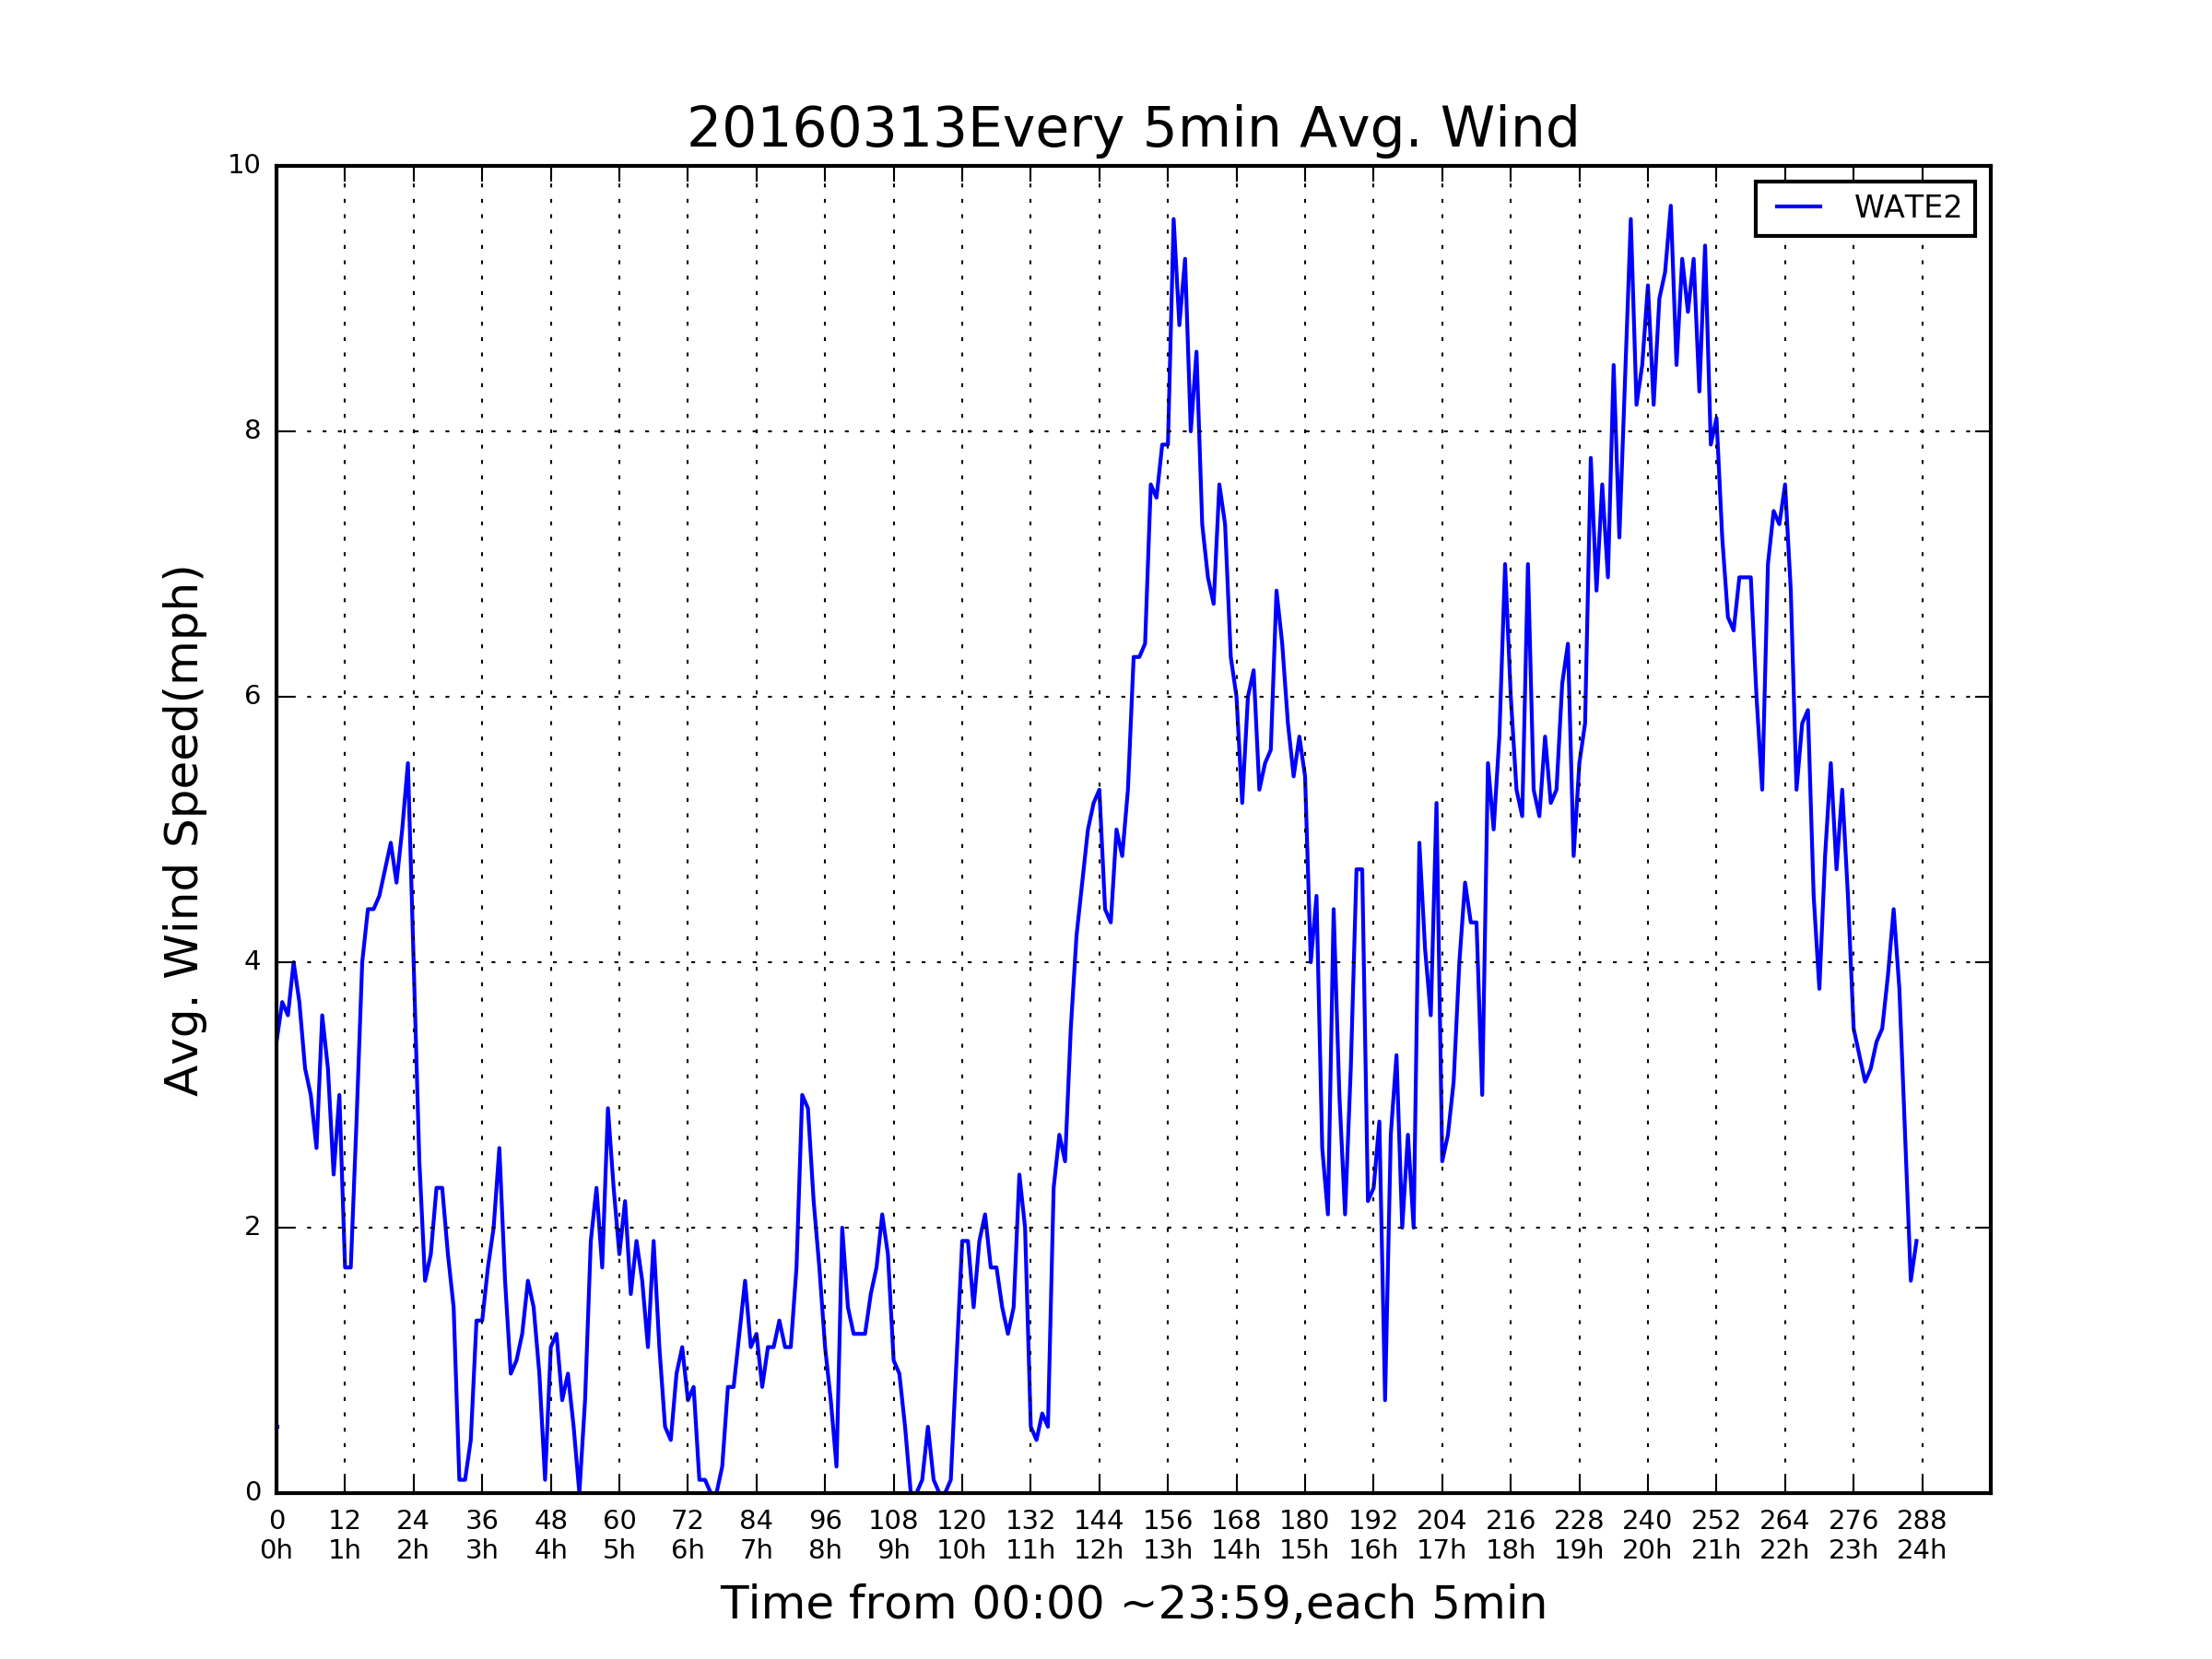 20160313Every 5min Avg. Wind
WATE2
Avg. Wind Speed(mph)
10
8
6
4
2
0
0 12 24 36 48 60 72 84 96 108 120 132 144 156 168 180 192 204 216 228 240 252 264 276 288
0h 1h 2h 3h 4h 5h 6h 7h 8h 9h 10h 11h 12h 13h 14h 15h 16h 17h 18h 19h 20h 21h 22h 23h 24h
Time from 00:00 ~23:59,each 5min